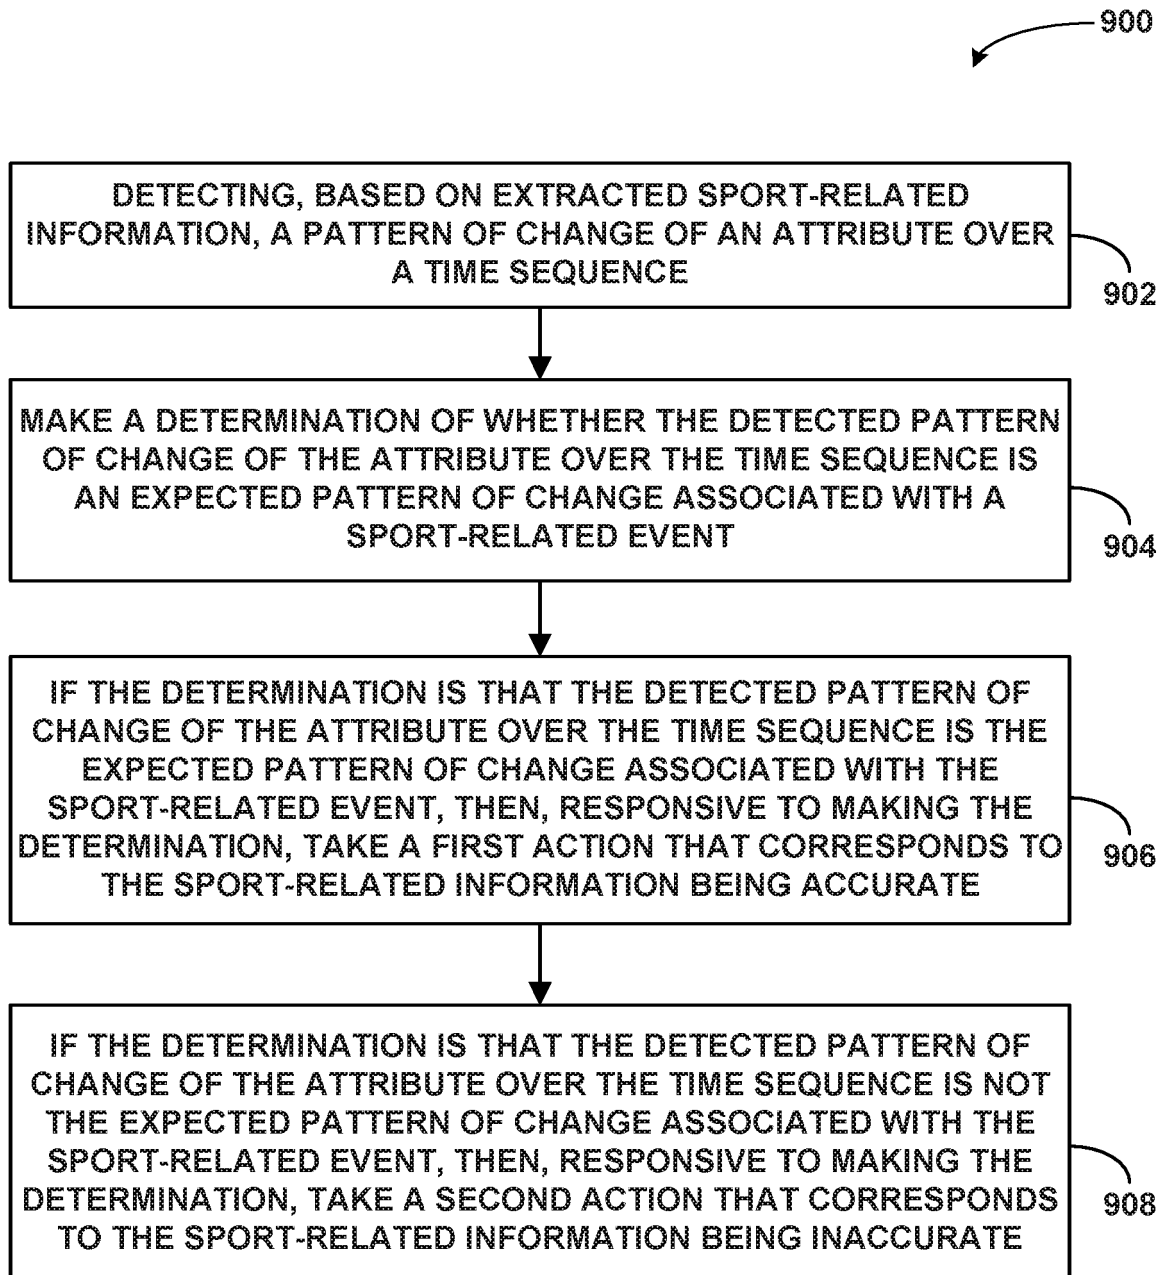 900
DETECTING, BASED ON EXTRACTED SPORT-RELATED
INFORMATION, A PATTERN OF CHANGE OF AN ATTRIBUTE OVER
A TIME SEQUENCE
902
MAKE A DETERMINATION OF WHETHER THE DETECTED PATTERN
OF CHANGE OF THE ATTRIBUTE OVER THE TIME SEQUENCE IS
AN EXPECTED PATTERN OF CHANGE ASSOCIATED WITH A
SPORT-RELATED EVENT
904
IF THE DETERMINATION IS THAT THE DETECTED PATTERN OF
CHANGE OF THE ATTRIBUTE OVER THE TIME SEQUENCE IS THE
EXPECTED PATTERN OF CHANGE ASSOCIATED WITH THE
SPORT-RELATED EVENT, THEN, RESPONSIVE TO MAKING THE
DETERMINATION, TAKE A FIRST ACTION THAT CORRESPONDS TO
THE SPORT-RELATED INFORMATION BEING ACCURATE
906
IF THE DETERMINATION IS THAT THE DETECTED PATTERN OF
CHANGE OF THE ATTRIBUTE OVER THE TIME SEQUENCE IS NOT
THE EXPECTED PATTERN OF CHANGE ASSOCIATED WITH THE
SPORT-RELATED EVENT, THEN, RESPONSIVE TO MAKING THE
DETERMINATION, TAKE A SECOND ACTION THAT CORRESPONDS
TO THE SPORT-RELATED INFORMATION BEING INACCURATE
908